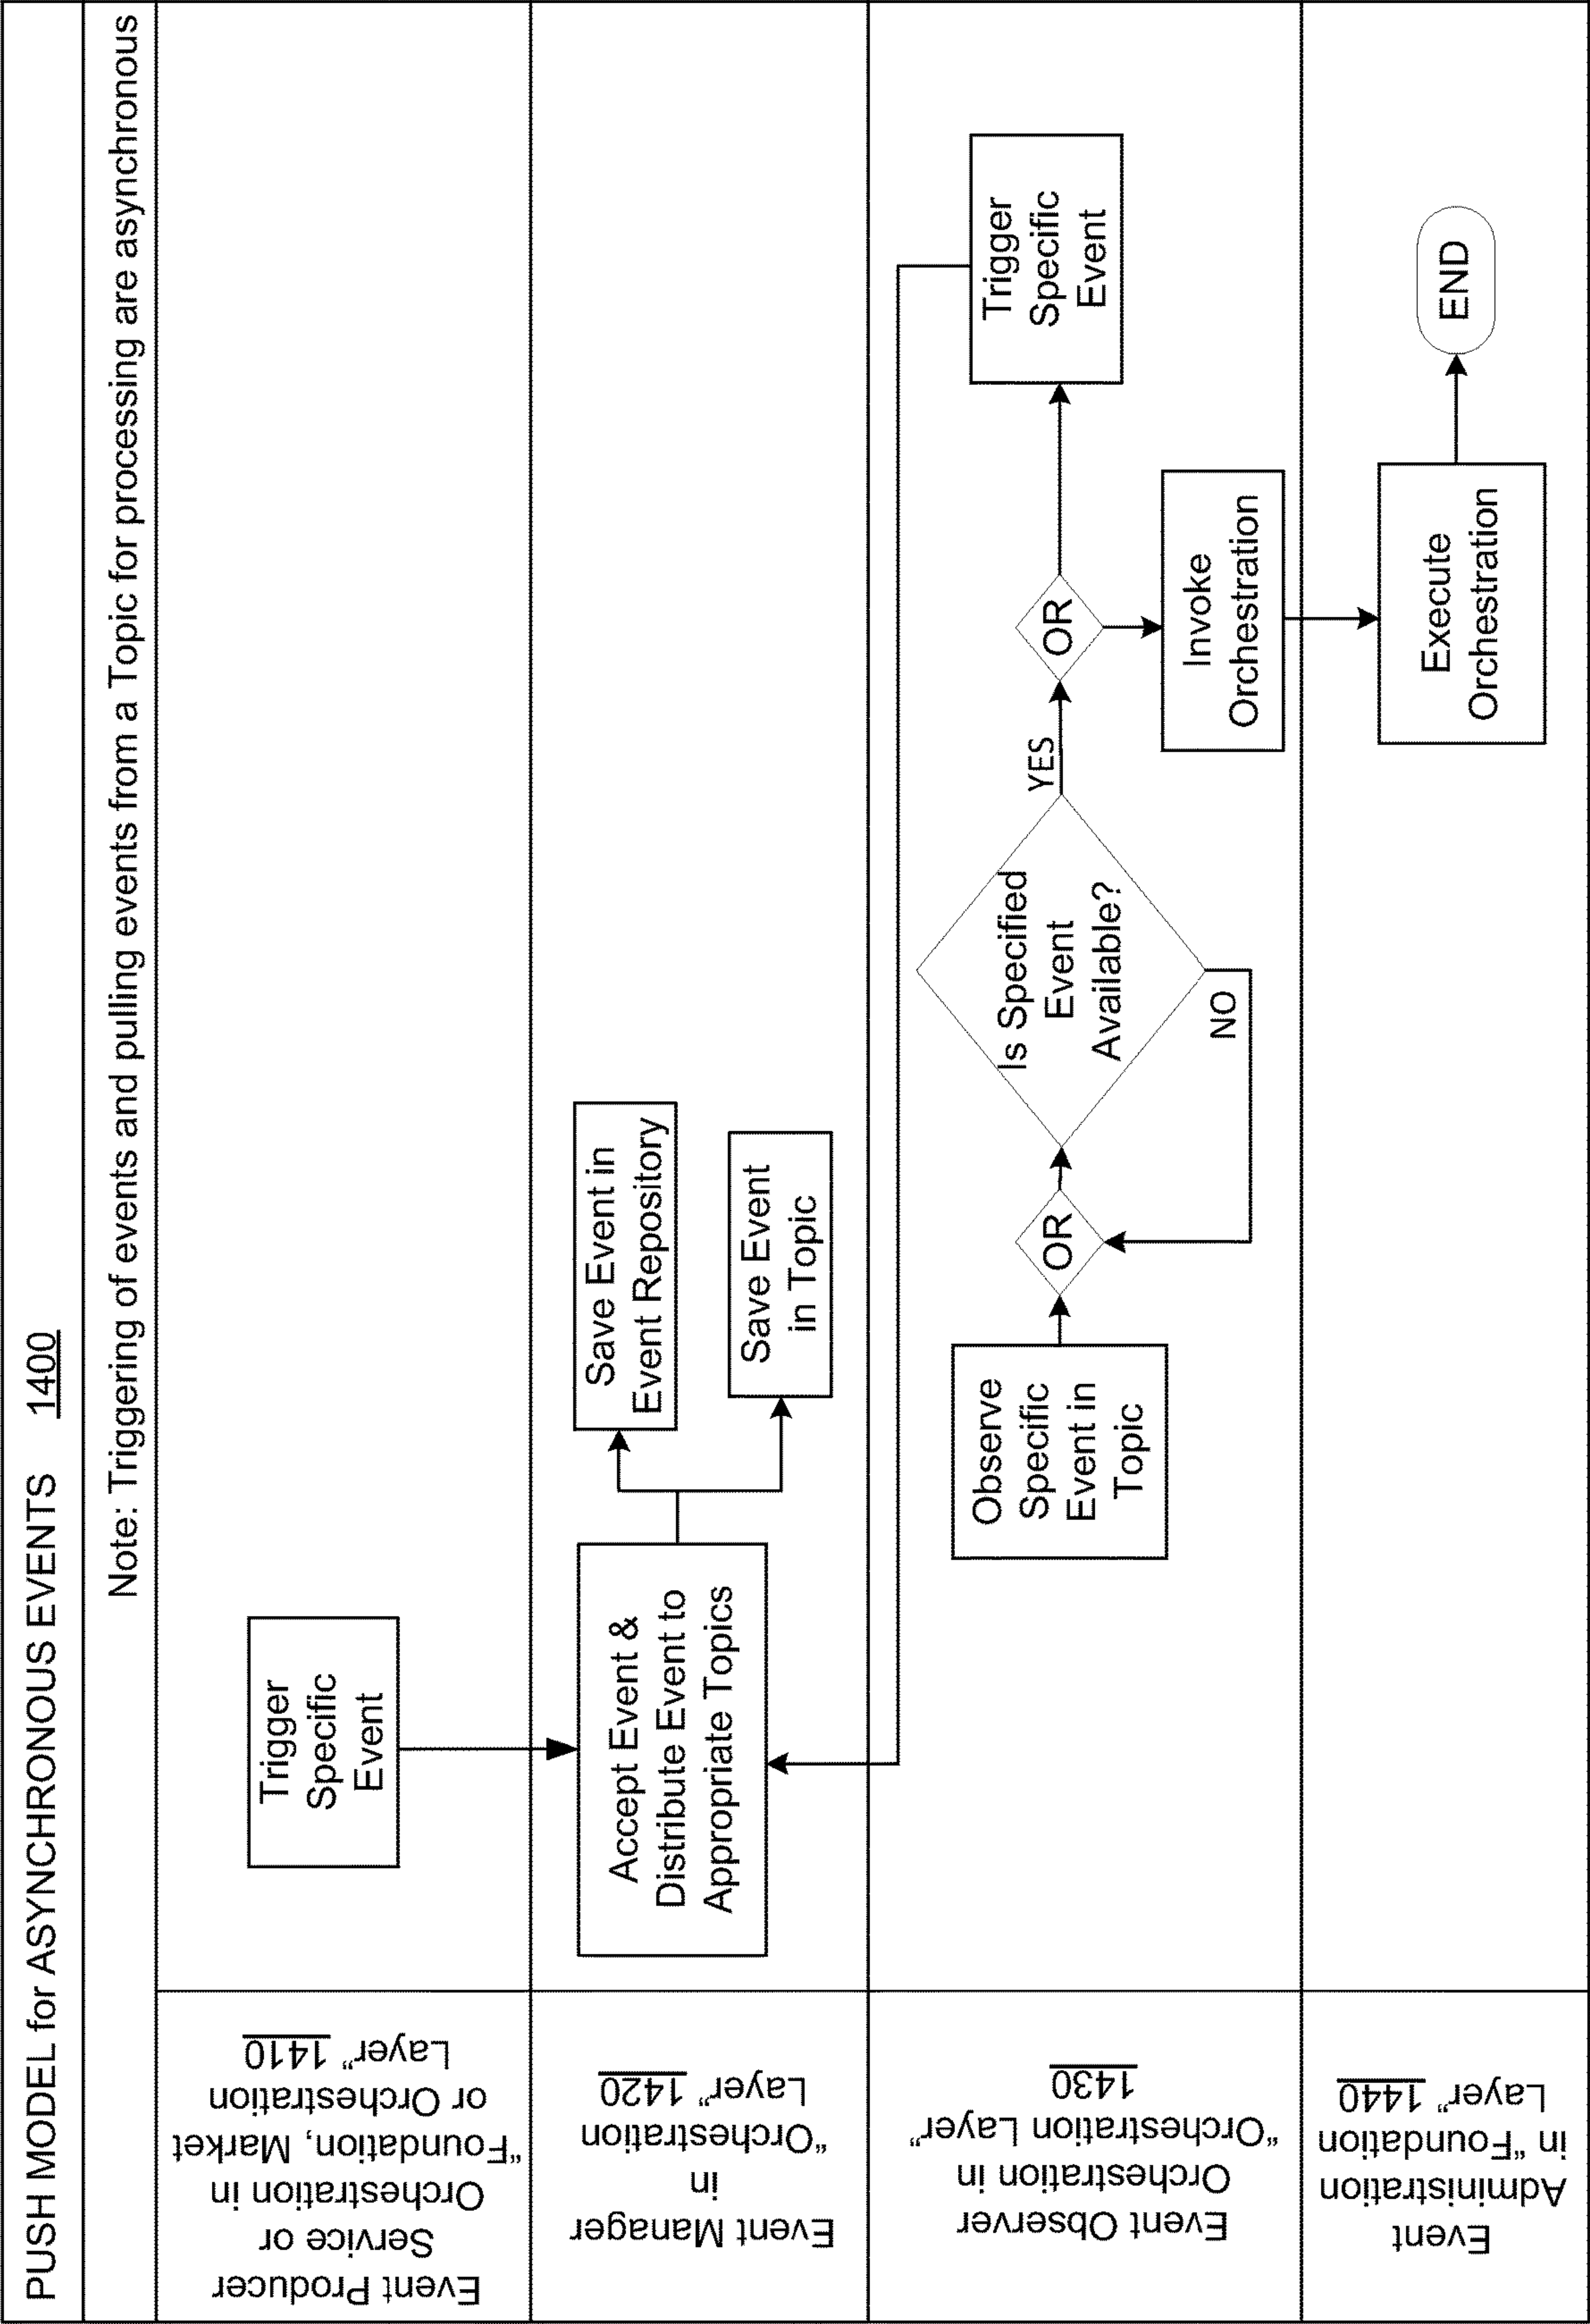 PUSH MODEL for ASYNCHRONOUS EVENTS 1400
Note: Triggering of events and pulling events from a Topic for processing are asynchronous
Event Producer
Service or
Orchestration in
“Foundation, Market
or Orchestration
Layer” 1410
Trigger
Specific
Event
Event Manager
in
“Orchestration
Layer” 1420
Accept Event &
Distribute Event to
Appropriate Topics
Save Event in
Event Repository
Save Event
in Topic
Event Observer
Orchestration in
“Orchestration Layer”
1430
Observe
Specific
Event in
Topic
OR
Is Specified
Event
Available?
NO
YES
OR
Trigger
Specific
Event
Invoke
Orchestration
Event
Administration
in “Foundation
Layer” 1440
Execute
Orchestration
END